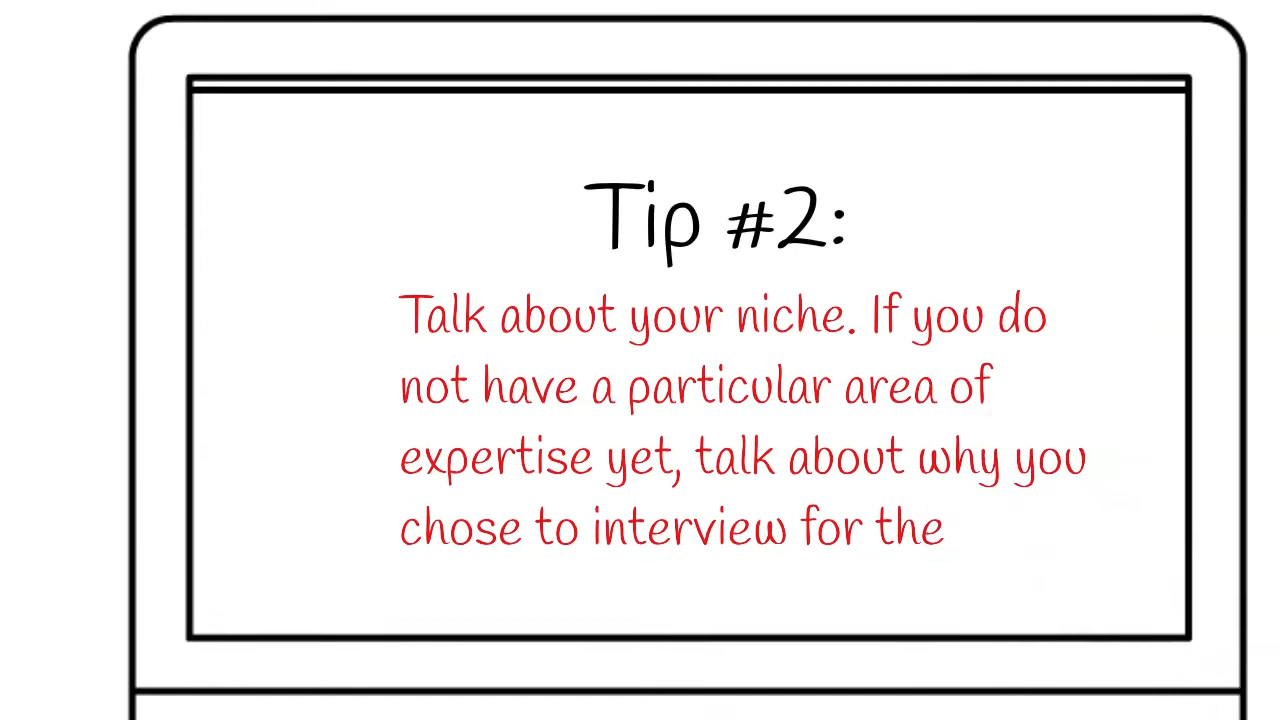 Tip #2:
Talk about your niche. If you do
not have a particular area of
expertise yet, talk about why you
chose to interview for the